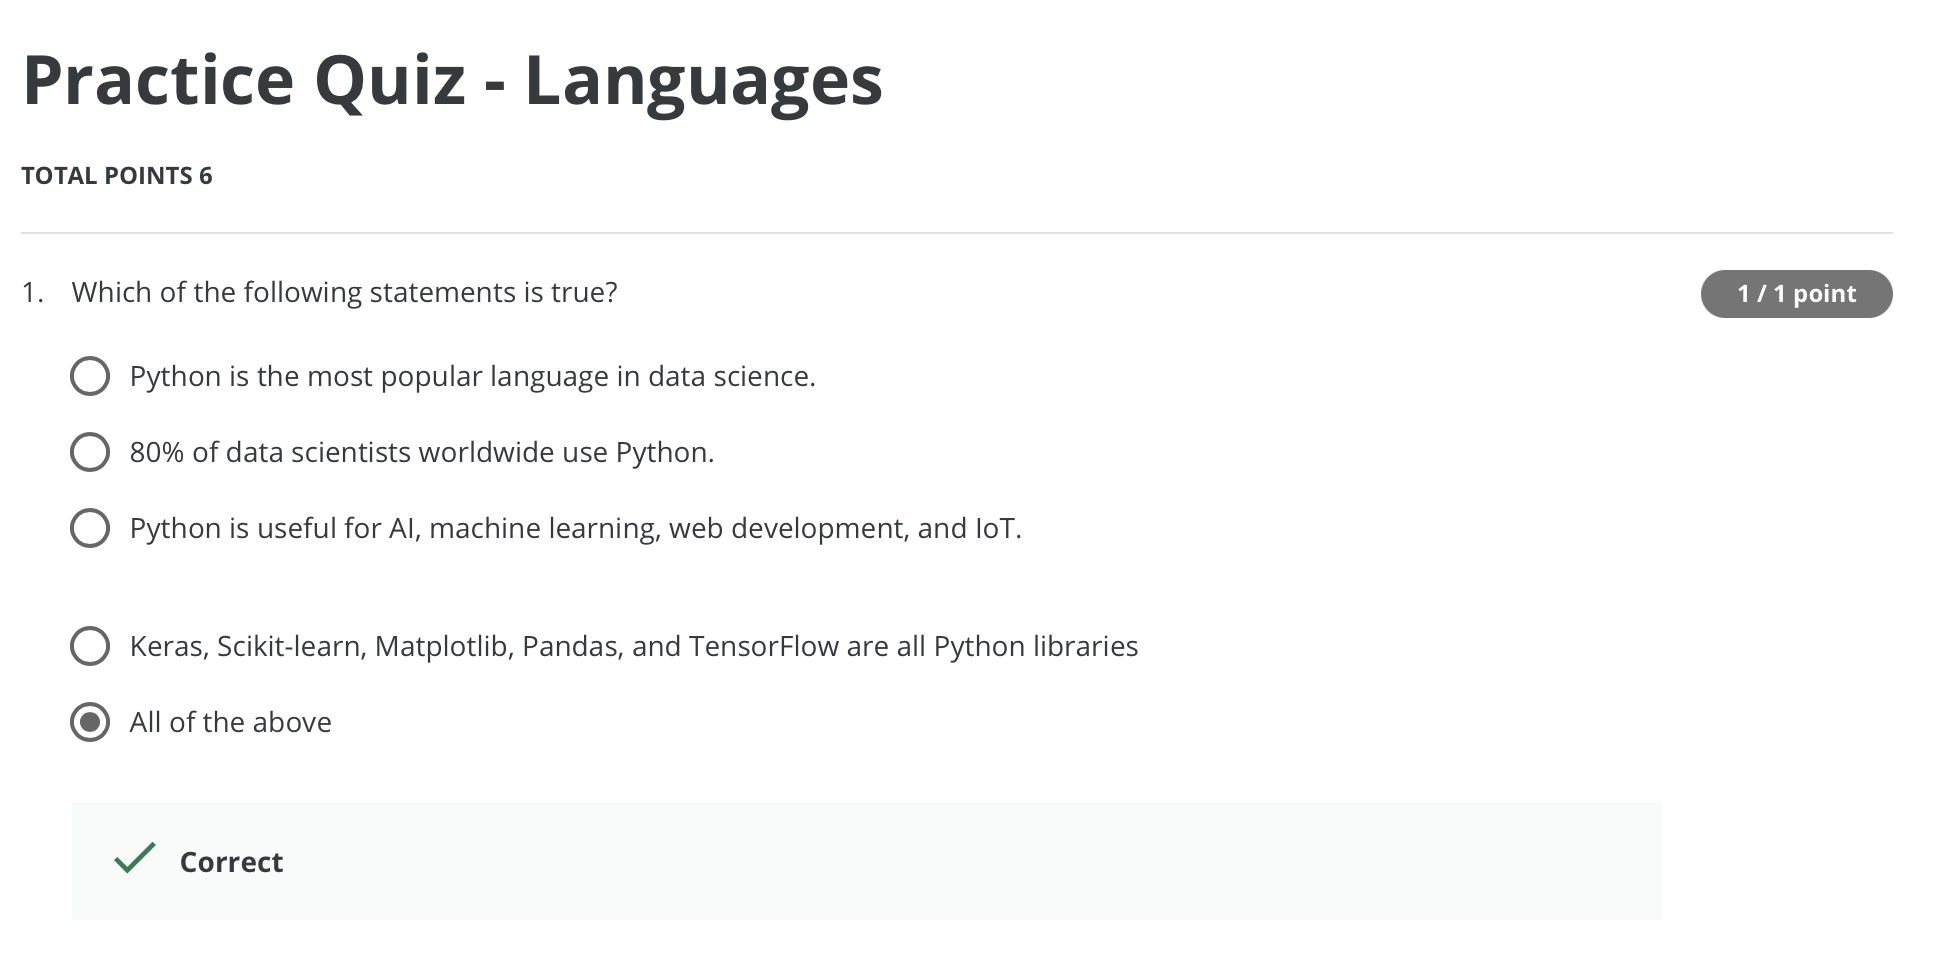 Practice Quiz - Languages
TOTAL POINTS 6
1. Which of the following statements is true?
1 / 1 point
Python is the most popular language in data science.
80% of data scientists worldwide use Python.
Python is useful for AI, machine learning, web development, and IoT.
Keras, Scikit-learn, Matplotlib, Pandas, and TensorFlow are all Python libraries
All of the above
Correct